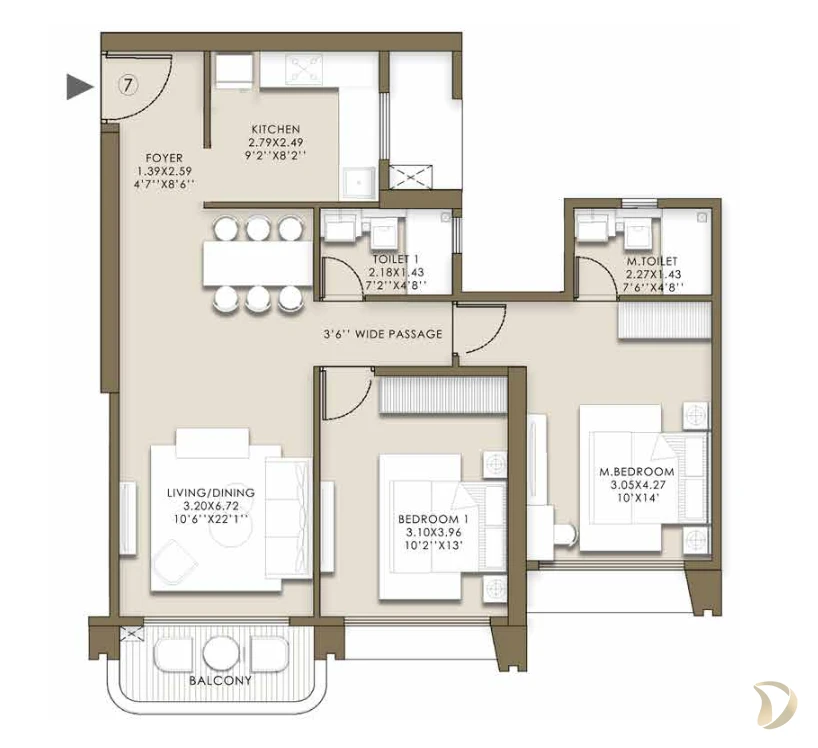 7
KITCHEN
2.79X2.49
9'2''X8'2''
FOYER
1.39X2.59
4'7''X8'6''
TOILET 1
2.18X1.43
7'2''X4'8''
M.TOILET
2.27X1.43
7'6''X4'8''
3'6'' WIDE PASSAGE
M.BEDROOM
3.05X4.27
10'X14'
LIVING/DINING
3.20X6.72
10'6''X22'1''
BEDROOM 1
3.10X3.96
10'2''X13'
BALCONY